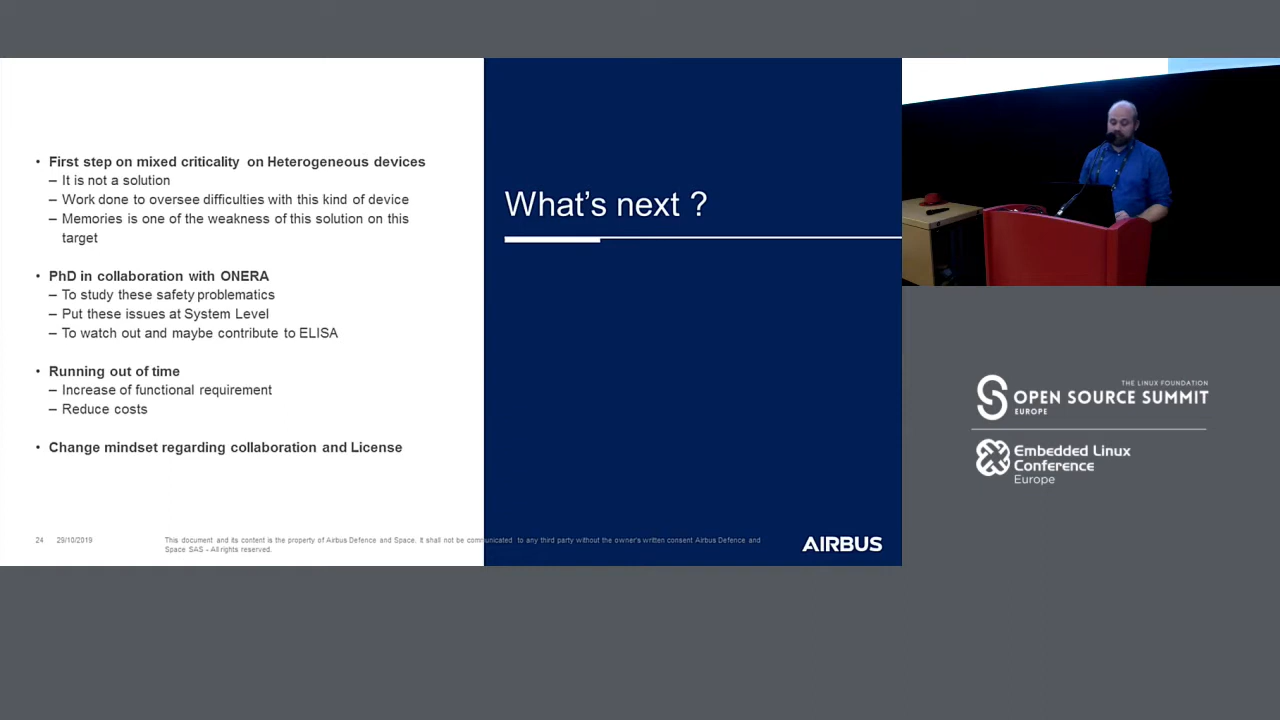 • First step on mixed criticality on Heterogeneous devices
– It is not a solution
– Work done to oversee difficulties with this kind of device
– Memories is one of the weakness of this solution on this
target
• PhD in collaboration with ONERA
– To study these safety problematics
– Put these issues at System Level
– To watch out and maybe contribute to ELISA
• Running out of time
– Increase of functional requirement
– Reduce costs
• Change mindset regarding collaboration and License
What's next ?
24 29/10/2019
This document and its content is the property of Airbus Defence and Space. It shall not be communicated to any third party without the owner's written consent Airbus Defence and
Space SAS - All rights reserved.
AIRBUS
THE LINUX FOUNDATION
OPEN SOURCE SUMMIT
EUROPE
Embedded Linux
Conference
Europe